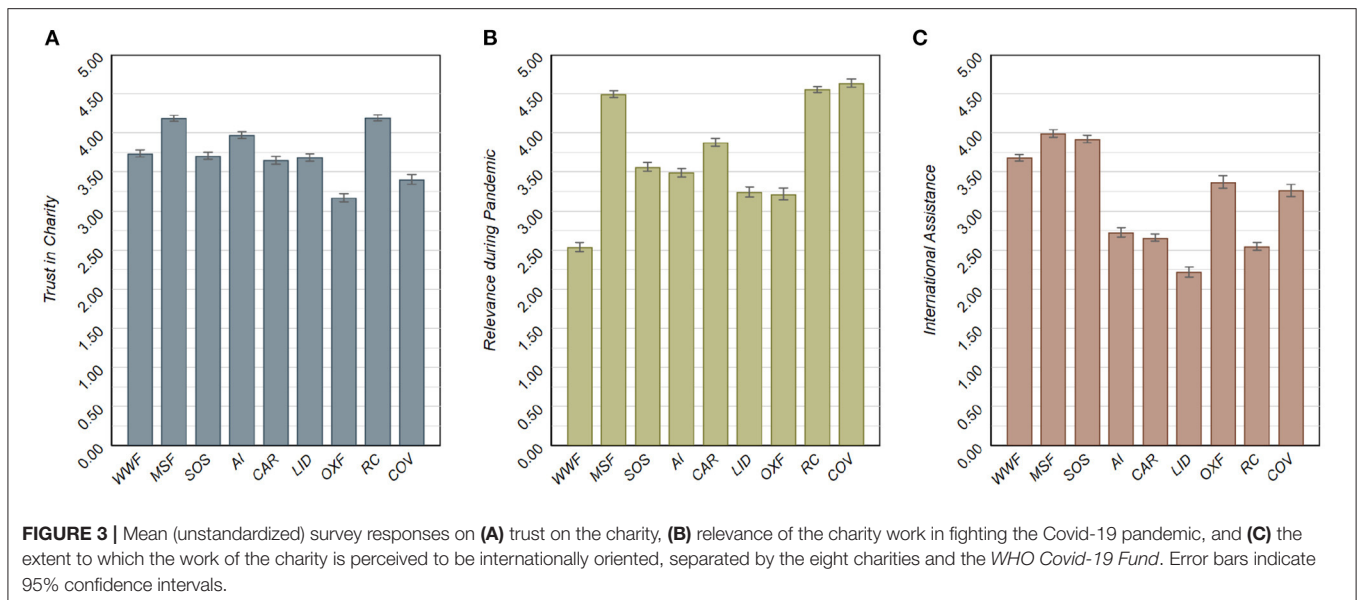 A
Trust in Charity
5.00
4.50
4.00
3.50
3.00
2.50
2.00
1.50
1.00
0.50
0.00
WWF MSF SOS AI CAR LID OXF RC COV
B
Relevance during Pandemic
5.00
4.50
4.00
3.50
3.00
2.50
2.00
1.50
1.00
0.50
0.00
WWF MSF SOS AI CAR LID OXF RC COV
C
International Assistance
5.00
4.50
4.00
3.50
3.00
2.50
2.00
1.50
1.00
0.50
0.00
WWF MSF SOS AI CAR LID OXF RC COV
FIGURE 3 | Mean (unstandardized) survey responses on (A) trust on the charity, (B) relevance of the charity work in fighting the Covid-19 pandemic, and (C) the
extent to which the work of the charity is perceived to be internationally oriented, separated by the eight charities and the WHO Covid-19 Fund. Error bars indicate
95% confidence intervals.